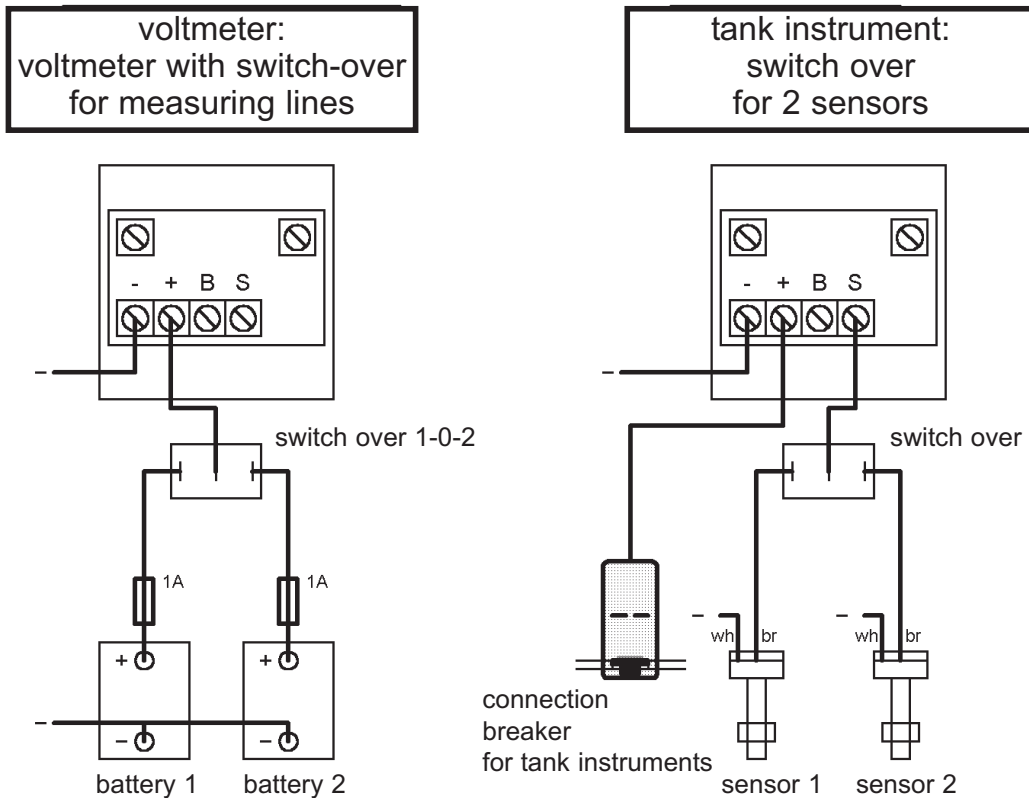 voltmeter:
voltmeter with switch-over
for measuring lines
- + B S
–
switch over 1-0-2
1A 1A
+ +
–
– –
battery 1 battery 2
tank instrument:
switch over
for 2 sensors
- + B S
–
switch over
– –
wh br wh br
connection
breaker
for tank instruments
sensor 1 sensor 2